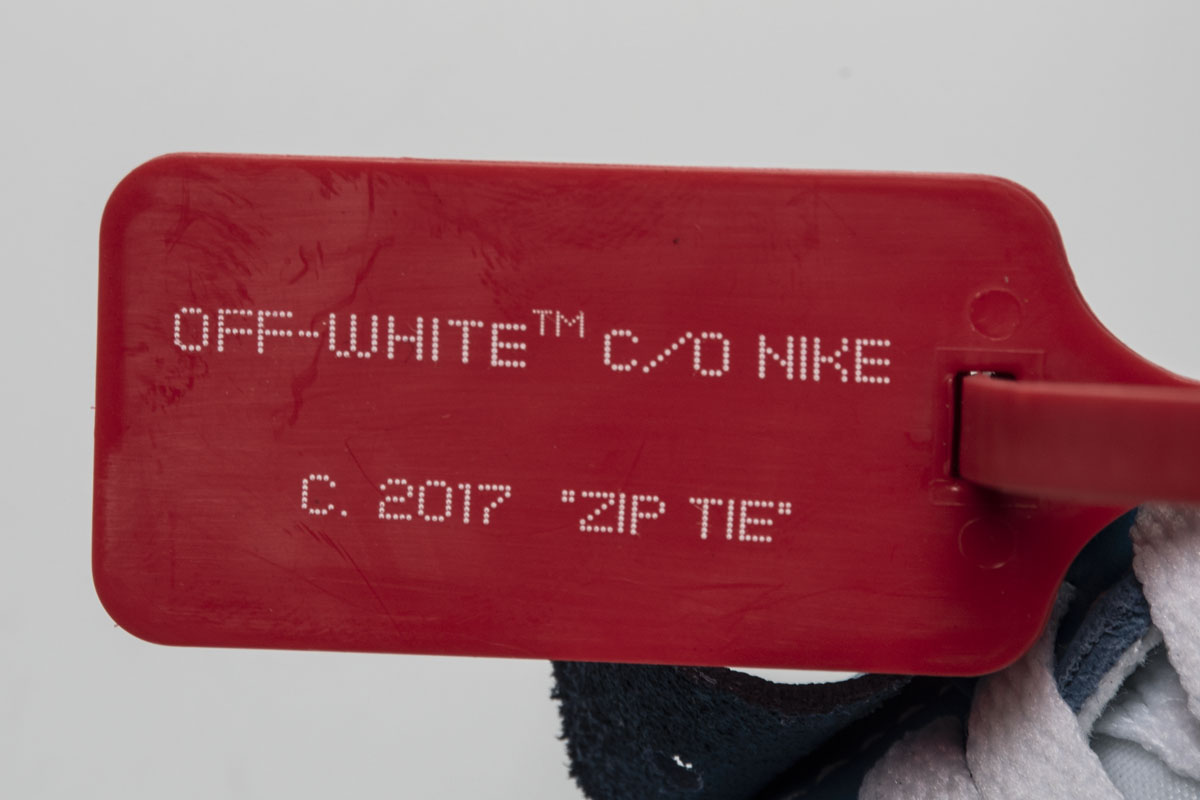 OFF-WHITE™ C/O NIKE
C. 2017 "ZIP TIE"